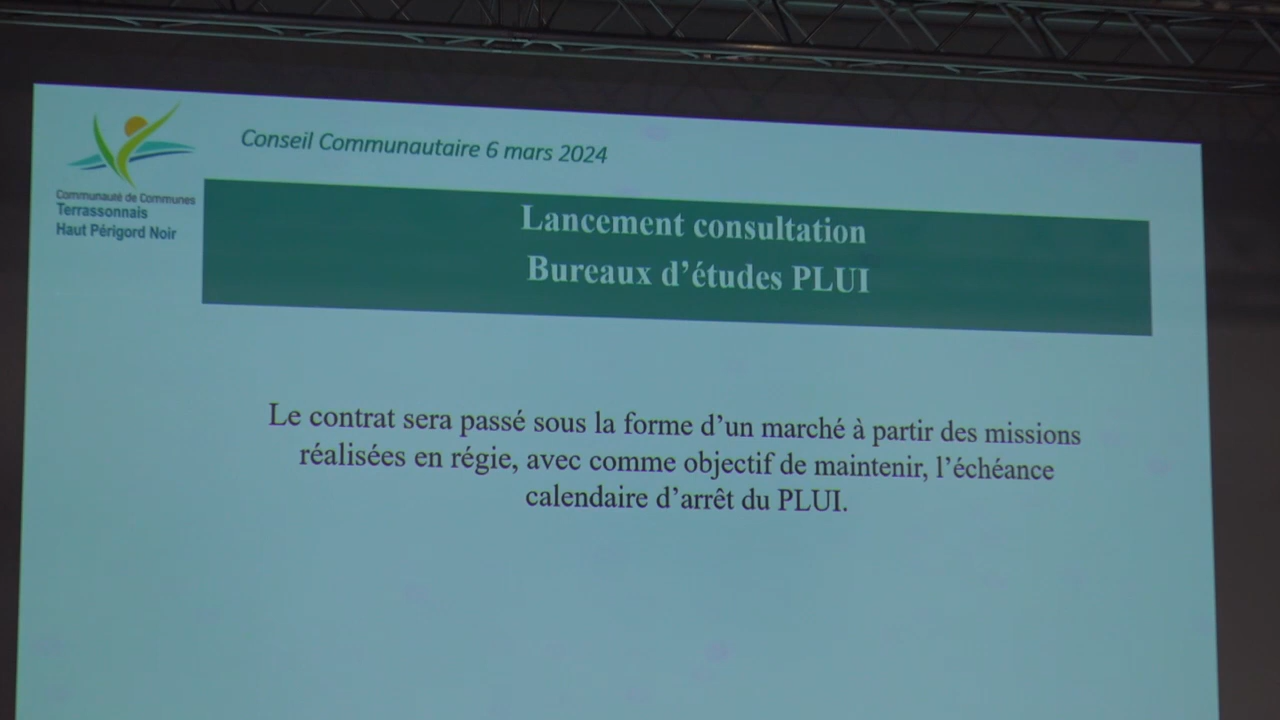 Conseil Communautaire 6 mars 2024
Communauté de Communes
Terrassonnais
Haut Périgord Noir
Lancement consultation
Bureaux d'études PLUI
Le contrat sera passé sous la forme d'un marché à partir des missions
réalisées en régie, avec comme objectif de maintenir, l'échéance
calendaire d'arrêt du PLUI.